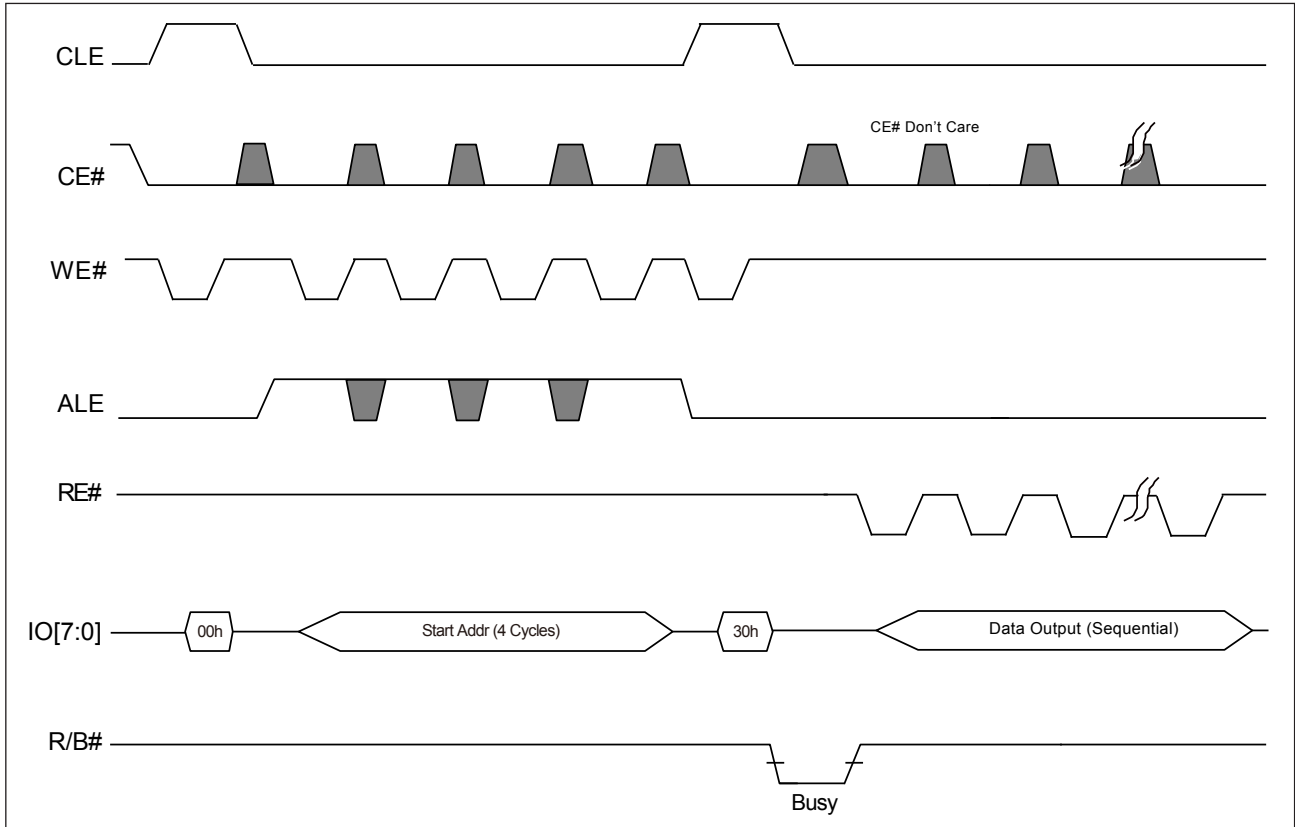 CLE
CE# Don't Care
CE#
WE#
ALE
RE#
IO[7:0]
00h
Start Addr (4 Cycles)
30h
Data Output (Sequential)
R/B#
Busy